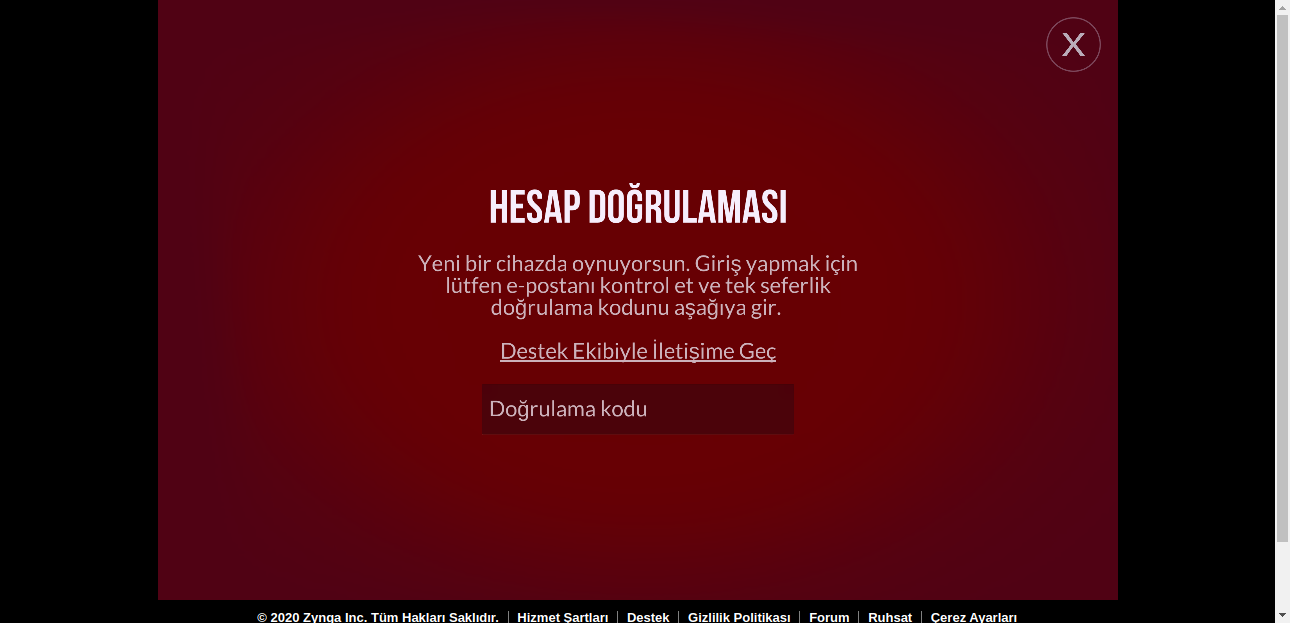 X
HESAP DOĞRULAMASI
Yeni bir cihazda oynuyorsun. Giriş yapmak için
lütfen e-postanı kontrol et ve tek seferlik
doğrulama kodunu aşağıya gir.
Destek Ekibiyle İletişime Geç
Doğrulama kodu
© 2020 Zynga Inc. Tüm Hakları Saklıdır. | Hizmet Şartları | Destek | Gizlilik Politikası | Forum | Ruhsat | Çerez Ayarları